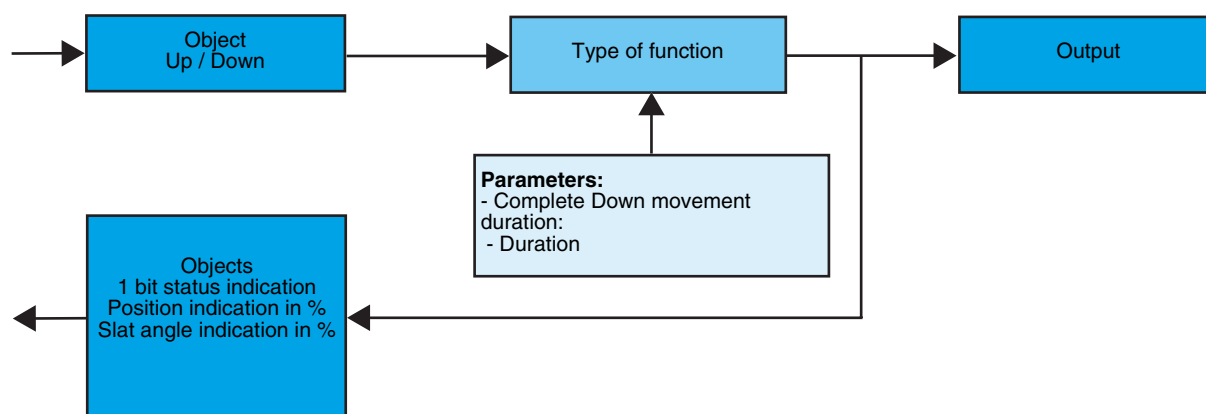 Object
Up / Down
Type of function
Output
Parameters:
- Complete Down movement
duration:
- Duration
Objects
1 bit status indication
Position indication in %
Slat angle indication in %